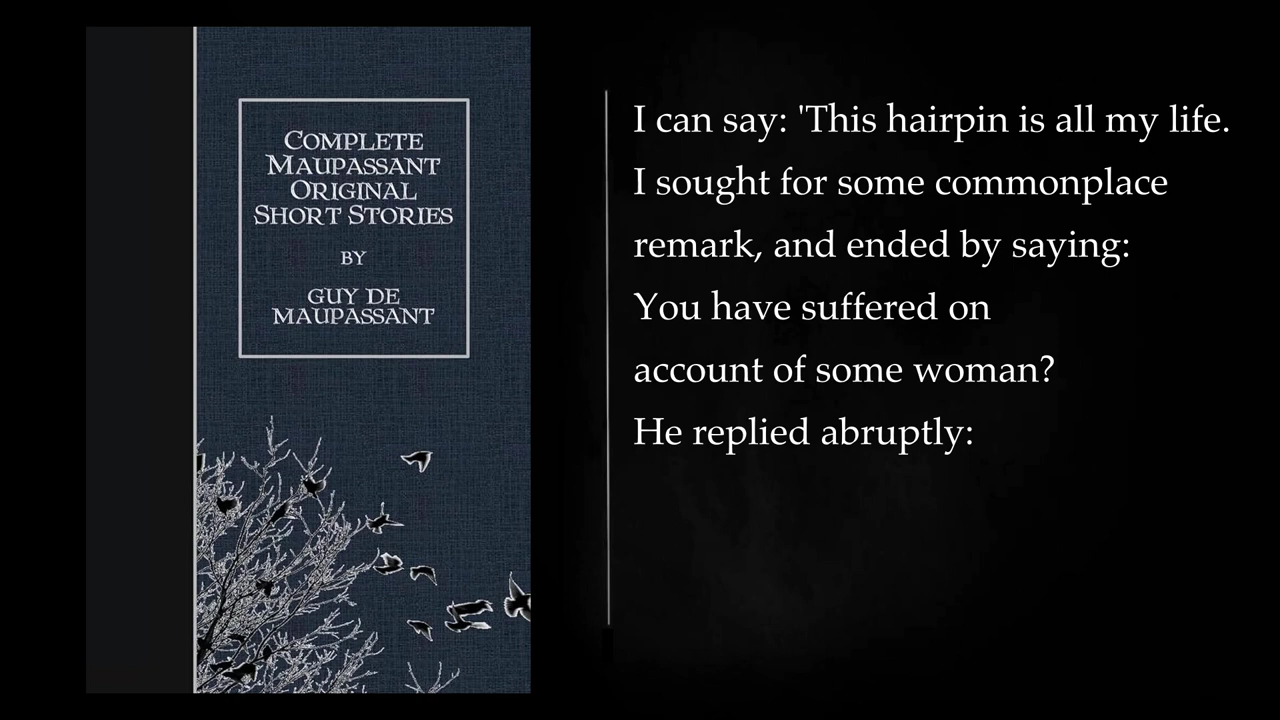 COMPLETE
MAUPASSANT
ORIGINAL
SHORT STORIES
BY
GUY DE
MAUPASSANT
I can say: 'This hairpin is all my life.
I sought for some commonplace
remark, and ended by saying:
You have suffered on
account of some woman?
He replied abruptly: